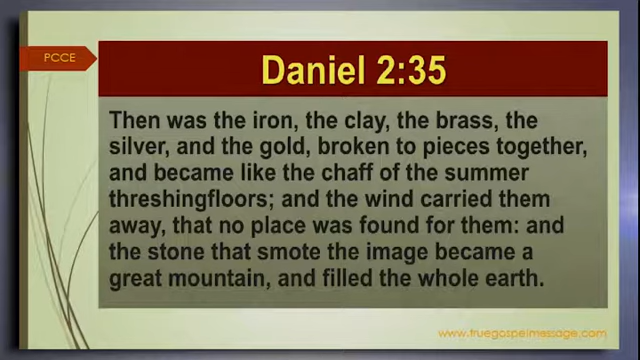 PCCE
Daniel 2:35
Then was the iron, the clay, the brass, the
silver, and the gold, broken to pieces together,
and became like the chaff of the summer
threshingfloors; and the wind carried them
away, that no place was found for them: and
the stone that smote the image became a
great mountain, and filled the whole earth.
www.truegospelmessage.com